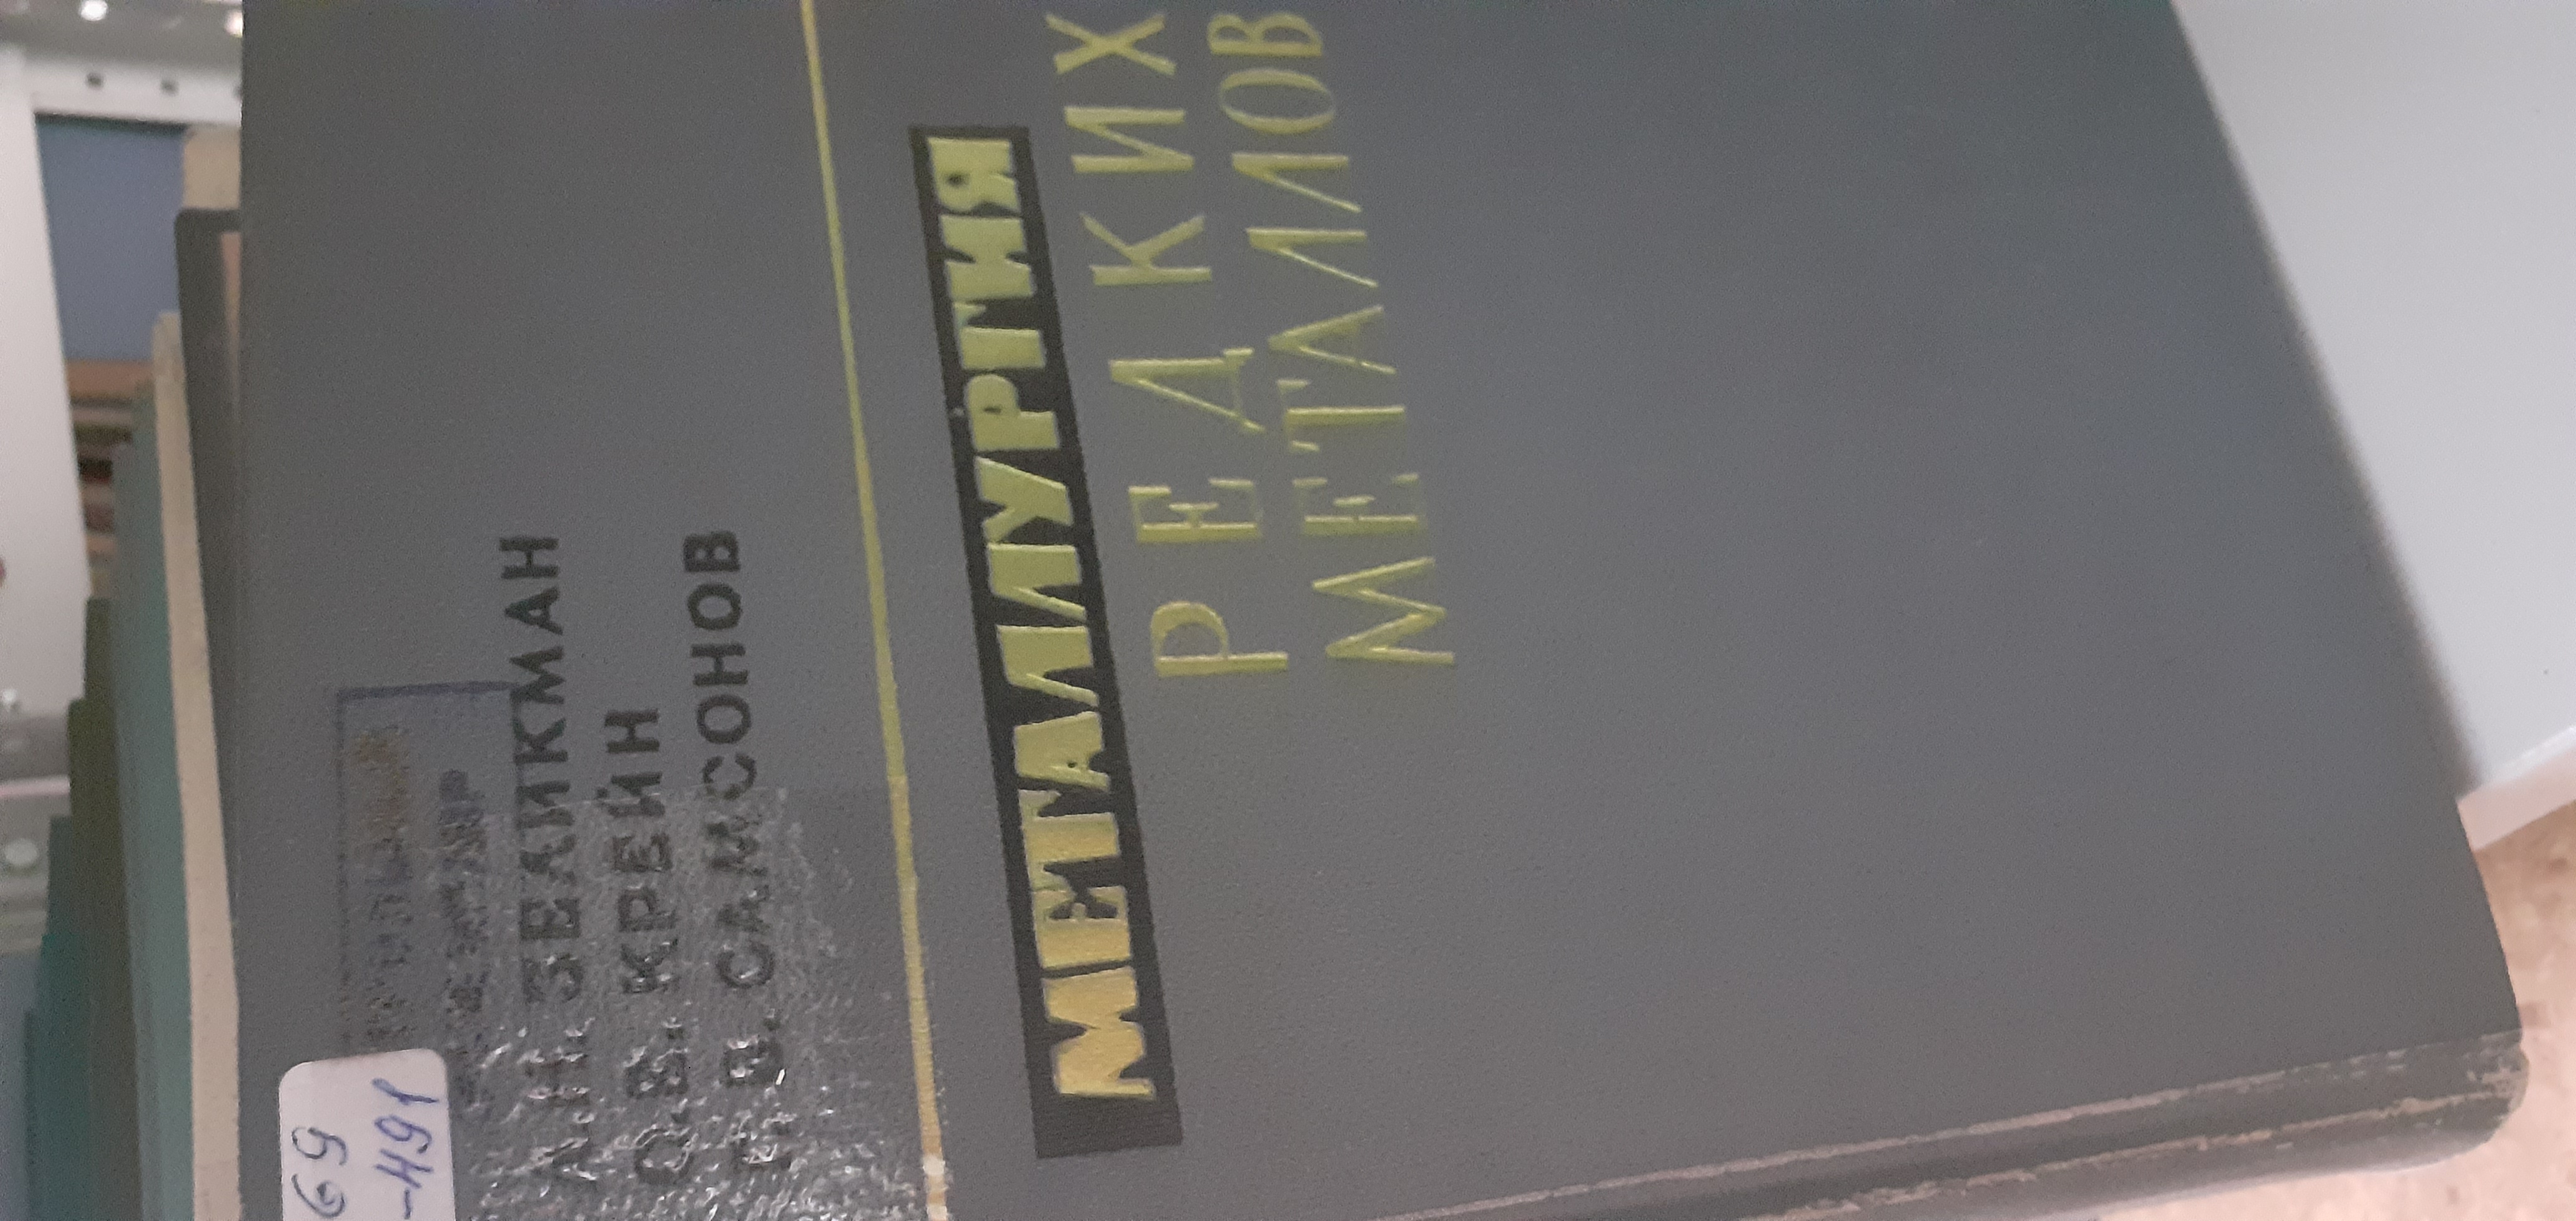 69
-491
А.Н. ЗЕЛИКМАН
О.Е. КРЕЙН
Г.В. САМСОНОВ
МЕТАЛЛУРГИЯ
РЕДКИХ
МЕТАЛЛОВ